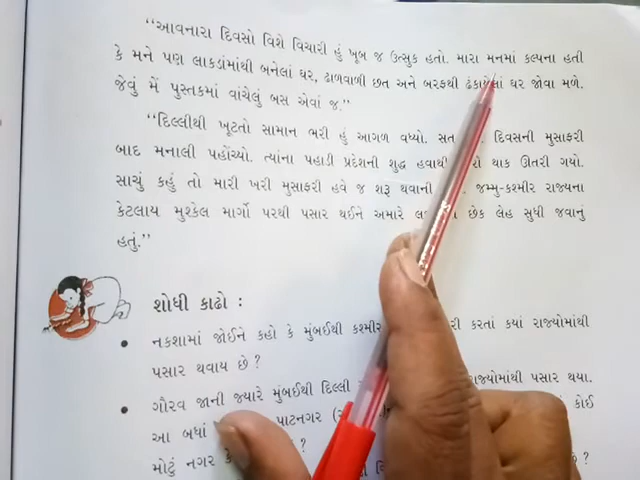 “આવનારા દિવસો વિશે વિચારી હું ખૂબ જ ઉત્સુક હતો. મારા મનમાં કલ્પના હતી
કે મને પણ લાકડાંમાંથી બનેલાં ઘર, ઢાળવાળી છત અને બરફથી ઢંકાયેલાં ઘર જોવા મળે.
જેવું મેં પુસ્તકમાં વાંચેલું બસ એવાં જ.”
“દિલ્લીથી ખૂટતો સામાન ભરી હું આગળ વધ્યો. સત દિવસની મુસાફરી
બાદ મનાલી પહોંચ્યો. ત્યાંના પહાડી પ્રદેશની શુદ્ધ હવાથી થાક ઊતરી ગયો.
સાચું કહું તો મારી ખરી મુસાફરી હવે જ શરૂ થવાની જમ્મુ-કશ્મીર રાજ્યના
કેટલાય મુશ્કેલ માર્ગો પરથી પસાર થઈને અમારે છેક લેહ સુધી જવાનું
હતું.”
શોધી કાઢો :
• નકશામાં જોઈને કહો કે મુંબઈથી કશ્મીર કરતાં કયાં રાજ્યોમાંથી
પસાર થવાય છે ?
• ગૌરવ જાની જ્યારે મુંબઈથી દિલ્લી પસાર થયા.
આ બધાં પાટનગર કોઈ
મોટું નગર ? છે ?